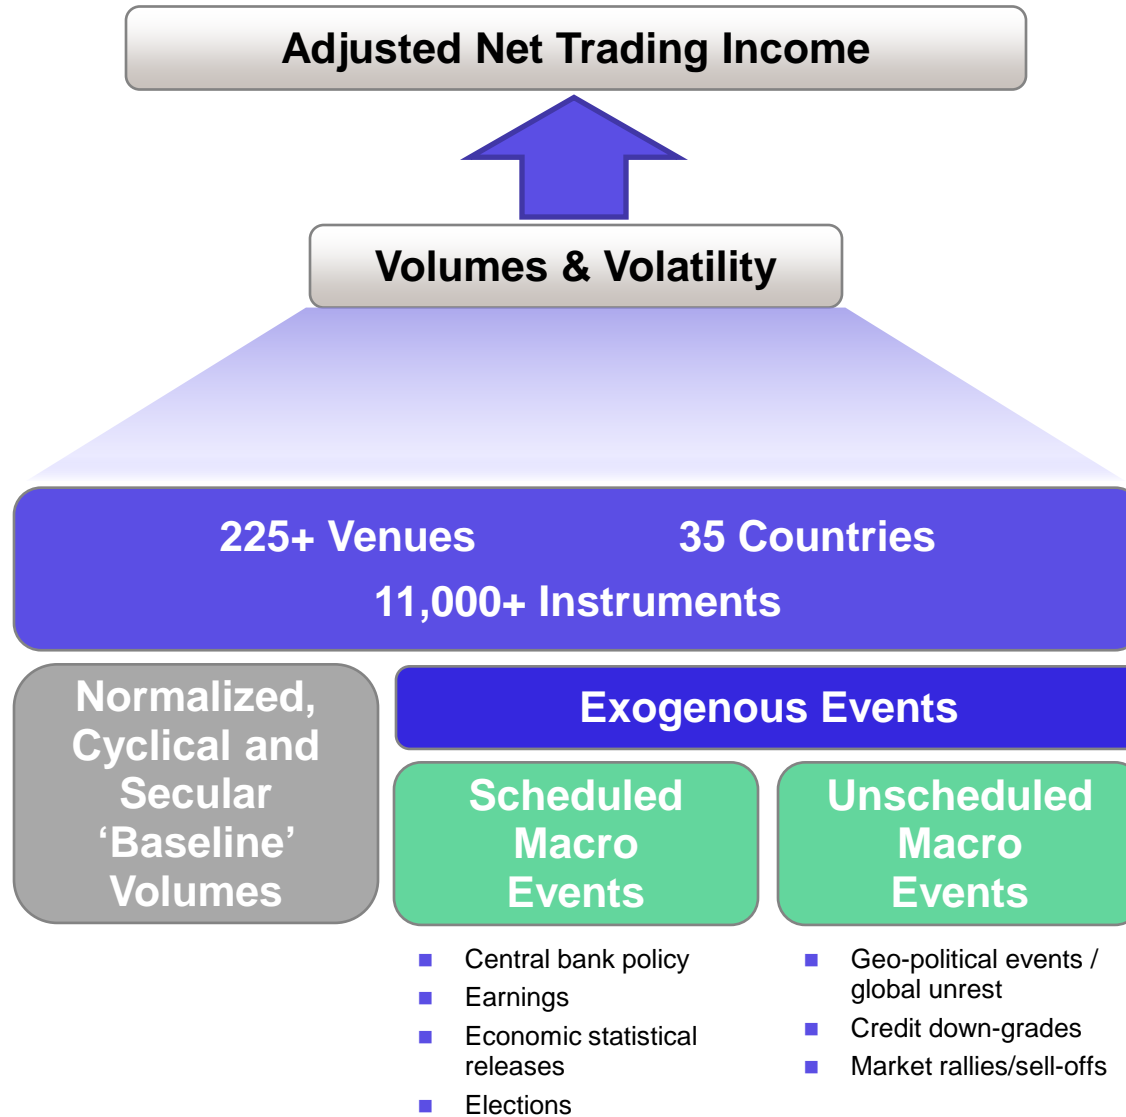 Adjusted Net Trading Income
Volumes & Volatility
225+ Venues
35 Countries
11,000+ Instruments
Normalized,
Cyclical and
Secular
‘Baseline’
Volumes
Exogenous Events
Scheduled
Macro
Events
Unscheduled
Macro
Events
■ Central bank policy
■ Earnings
■ Economic statistical
releases
■ Elections
■ Geo-political events /
global unrest
■ Credit down-grades
■ Market rallies/sell-offs